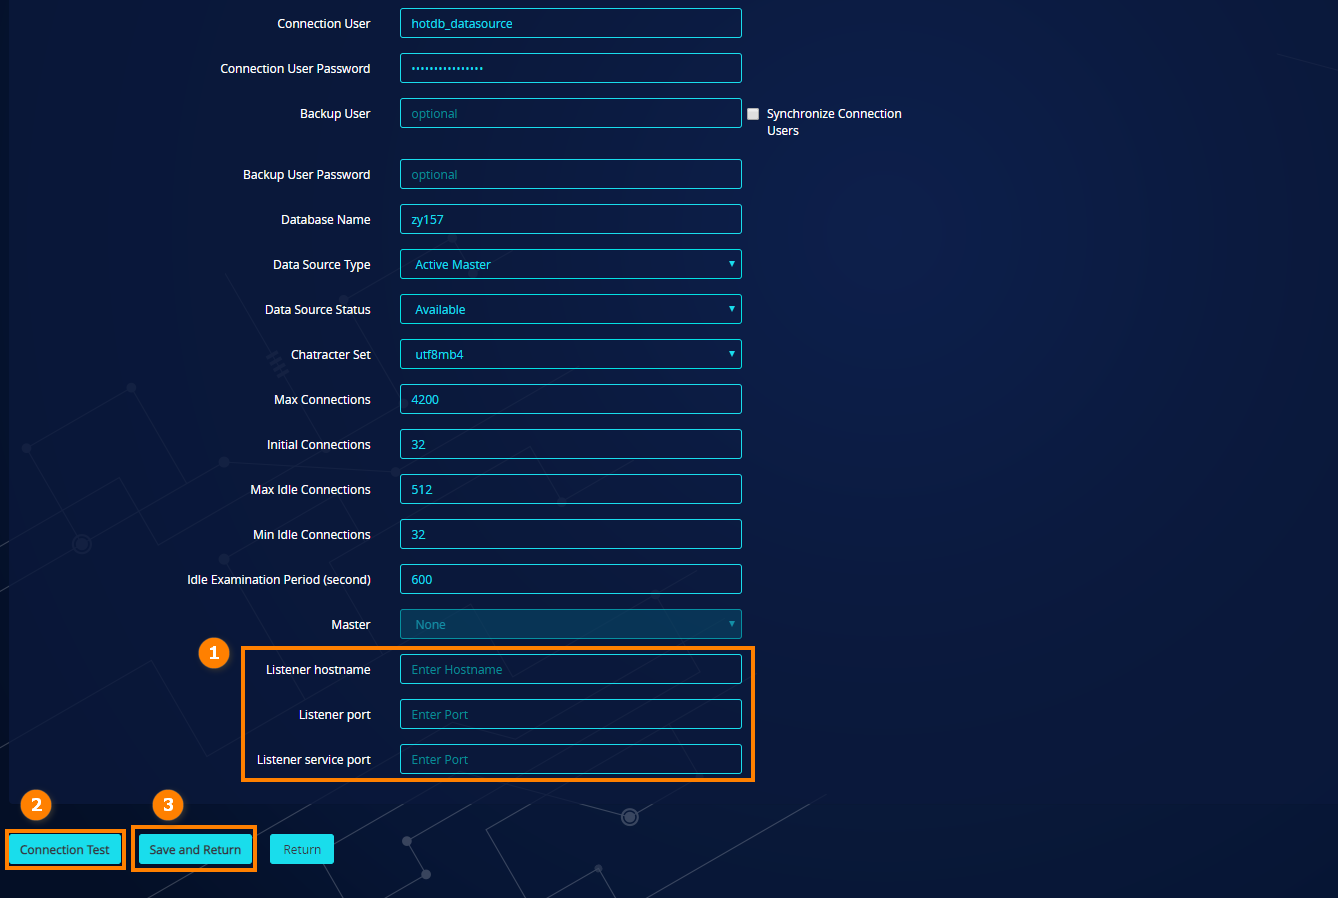 Connection User hotdb_datasource
Connection User Password ••••••••••••••••
Backup User optional Synchronize Connection
Users
Backup User Password optional
Database Name zy157
Data Source Type Active Master
Data Source Status Available
Chatracter Set utf8mb4
Max Connections 4200
Initial Connections 32
Max Idle Connections 512
Min Idle Connections 32
Idle Examination Period (second) 600
Master None
1
Listener hostname Enter Hostname
Listener port Enter Port
Listener service port Enter Port
2 3
Connection Test Save and Return Return